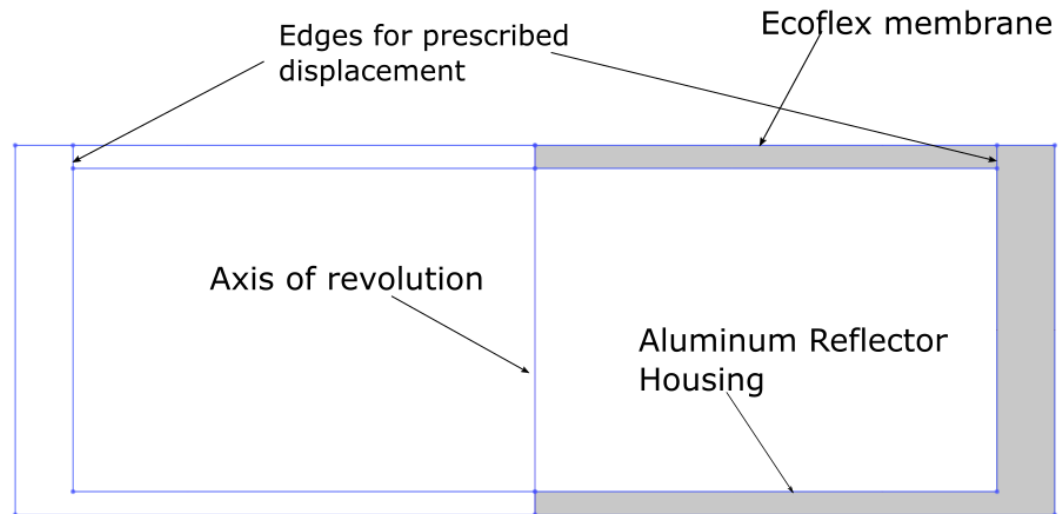 Edges for prescribed
displacement
Ecoflex membrane
Axis of revolution
Aluminum Reflector
Housing